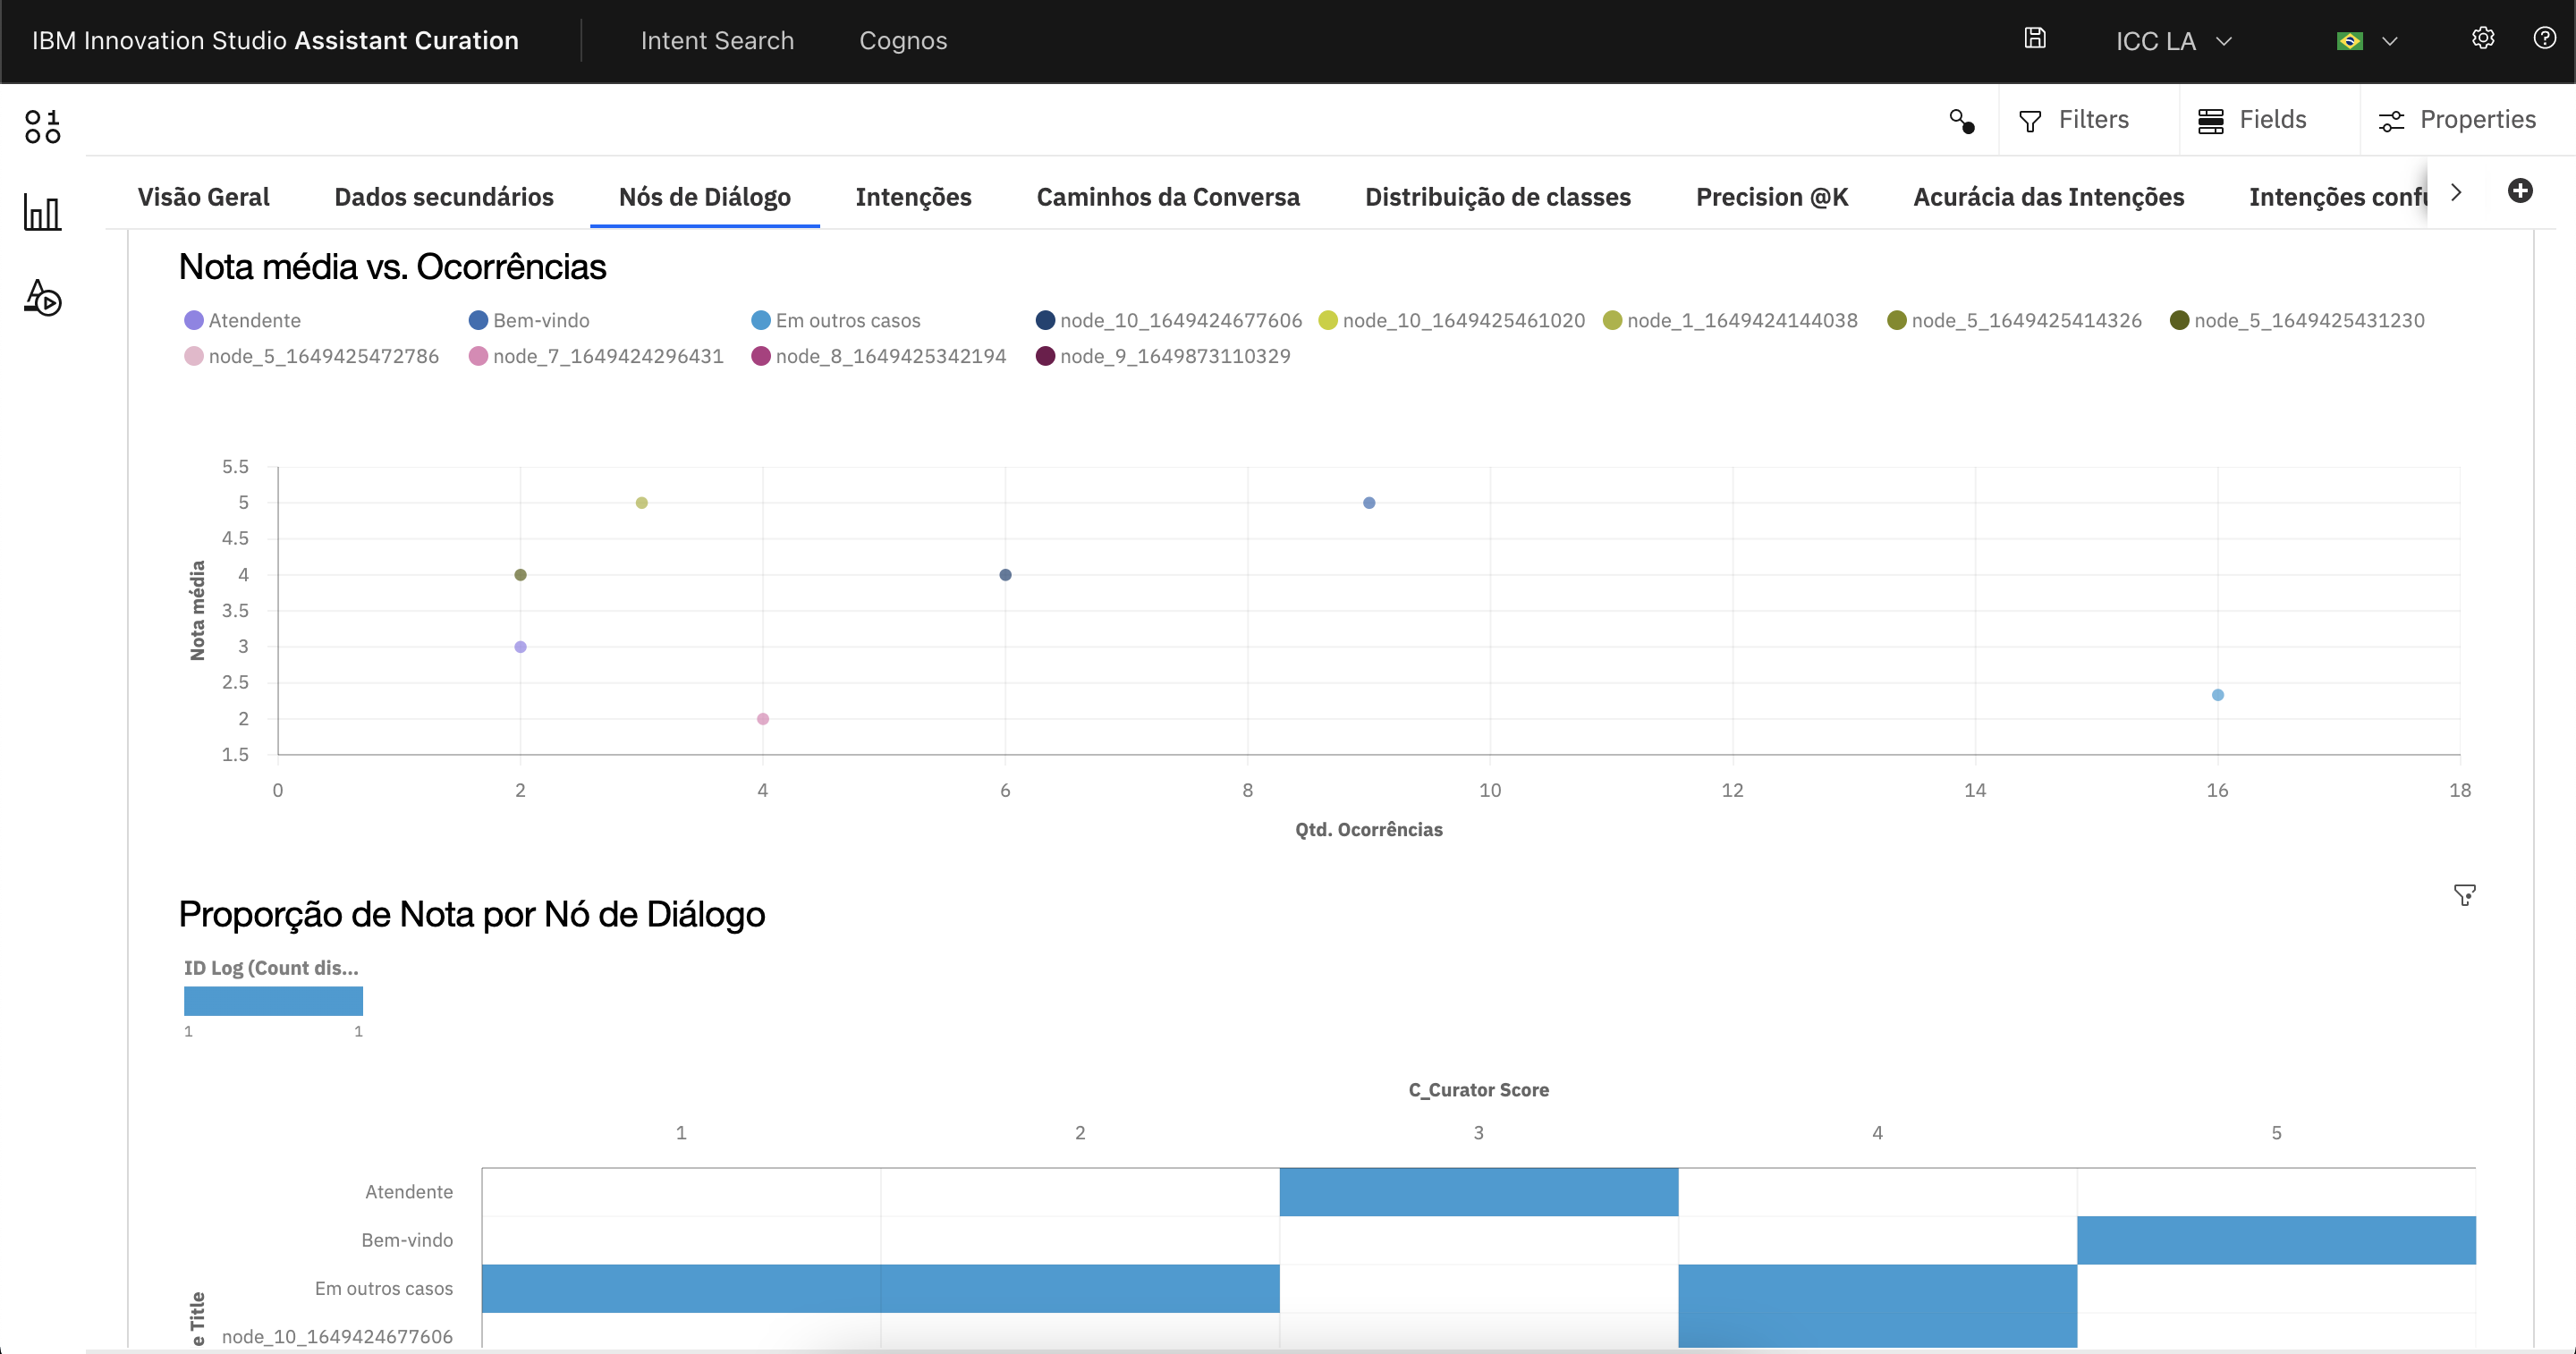 IBM Innovation Studio Assistant Curation Intent Search Cognos ICC LA
Filters Fields Properties
Visão Geral Dados secundários Nós de Diálogo Intenções Caminhos da Conversa Distribuição de classes Precision @K Acurácia das Intenções Intenções conf
Nota média vs. Ocorrências
Atendente Bem-vindo Em outros casos node_10_1649424677606 node_10_1649425461020 node_1_1649424144038 node_5_1649425414326 node_5_1649425431230
node_5_1649425472786 node_7_1649424296431 node_8_1649425342194 node_9_1649873110329
5.5
5
4.5
4
3.5
3
2.5
2
1.5
Nota média
0 2 4 6 8 10 12 14 16 18
Qtd. Ocorrências
Proporção de Nota por Nó de Diálogo
ID Log (Count dis...
1 1
C_Curator Score
1 2 3 4 5
Atendente
Bem-vindo
Em outros casos
node_10_1649424677606
e Title